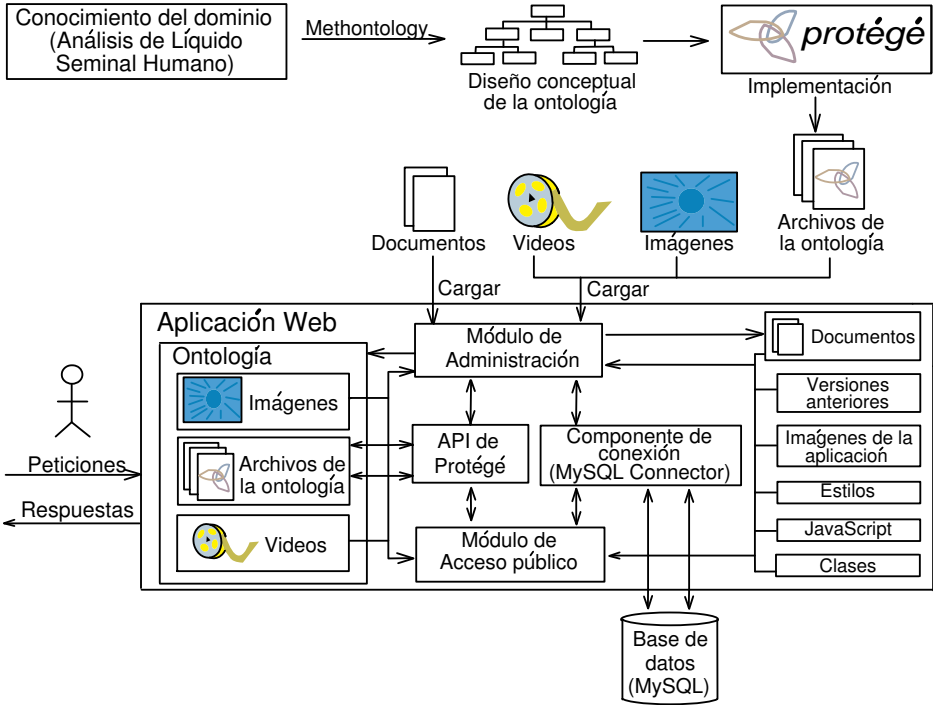 Conocimiento del dominio
(Análisis de Líquido
Seminal Humano)
Methontology
Diseño conceptual
de la ontología
protégé
Implementación
Documentos
Videos
Imágenes
Archivos de
la ontología
Cargar
Cargar
Aplicación Web
Ontología
Imágenes
Archivos de
la ontología
Videos
Módulo de
Administración
API de
Protégé
Componente de
conexión
(MySQL Connector)
Módulo de
Acceso público
Documentos
Versiones
anteriores
Imágenes de la
aplicación
Estilos
JavaScript
Clases
Peticiones
Respuestas
Base de
datos
(MySQL)